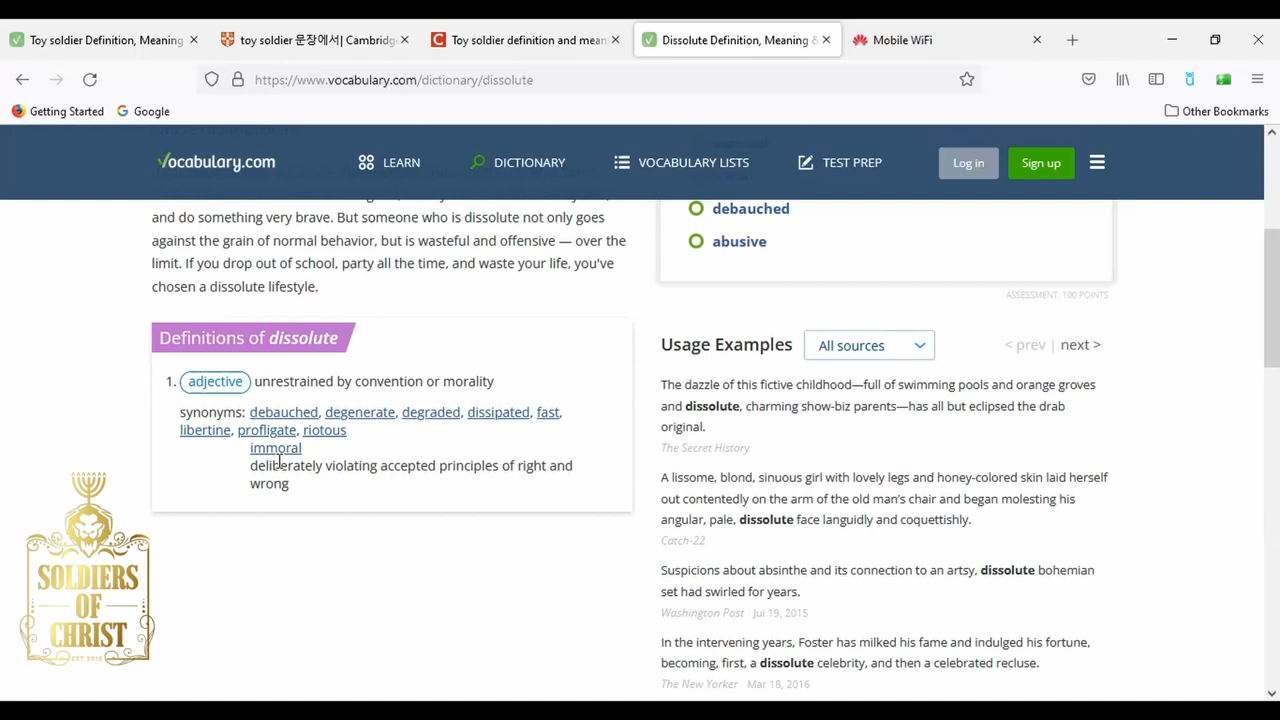 Toy soldier Definition, Meaning
toy soldier 문장에서| Cambridge
Toy soldier definition and mean
Dissolute Definition, Meaning &
Mobile WiFi
https://www.vocabulary.com/dictionary/dissolute
Getting Started
Google
Other Bookmarks
Vocabulary.com
LEARN
DICTIONARY
VOCABULARY LISTS
TEST PREP
Log in
Sign up
and do something very brave. But someone who is dissolute not only goes
against the grain of normal behavior, but is wasteful and offensive — over the
limit. If you drop out of school, party all the time, and waste your life, you've
chosen a dissolute lifestyle.
debauched
abusive
ASSESSMENT: 100 POINTS
Definitions of dissolute
1. adjective unrestrained by convention or morality
synonyms: debauched, degenerate, degraded, dissipated, fast,
libertine, profligate, riotous
immoral
deliberately violating accepted principles of right and
wrong
Usage Examples
All sources
< prev | next >
The dazzle of this fictive childhood—full of swimming pools and orange groves
and dissolute, charming show-biz parents—has all but eclipsed the drab
original.
The Secret History
A lissome, blond, sinuous girl with lovely legs and honey-colored skin laid herself
out contentedly on the arm of the old man's chair and began molesting his
angular, pale, dissolute face languidly and coquettishly.
Catch-22
Suspicions about absinthe and its connection to an artsy, dissolute bohemian
set had swirled for years.
Washington Post Jul 19, 2015
In the intervening years, Foster has milked his fame and indulged his fortune,
becoming, first, a dissolute celebrity, and then a celebrated recluse.
The New Yorker Mar 18, 2016
SOLDIERS
OF
CHRIST